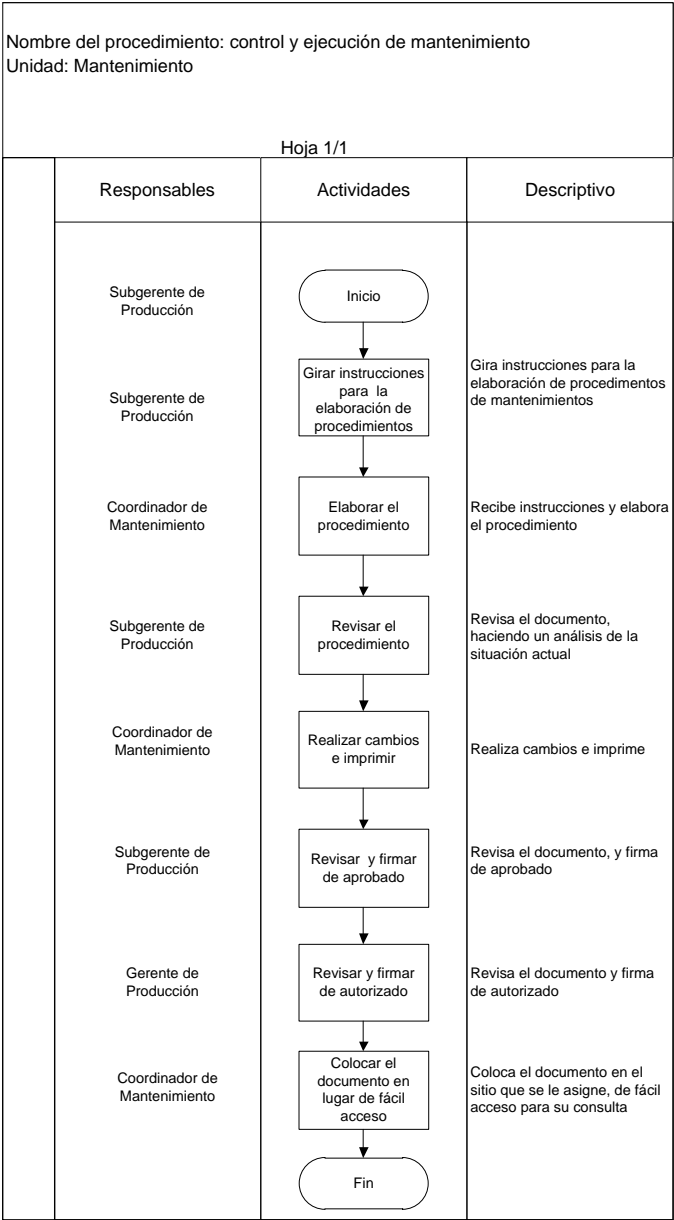 Nombre del procedimiento: control y ejecución de mantenimiento
Unidad: Mantenimiento
Hoja 1/1
Responsables
Actividades
Descriptivo
Subgerente de
Producción
Inicio
Subgerente de
Producción
Girar instrucciones
para la
elaboración de
procedimientos
Gira instrucciones para la
elaboración de procedimentos
de mantenimientos
Coordinador de
Mantenimiento
Elaborar el
procedimiento
Recibe instrucciones y elabora
el procedimiento
Subgerente de
Producción
Revisar el
procedimiento
Revisa el documento,
haciendo un análisis de la
situación actual
Coordinador de
Mantenimiento
Realizar cambios
e imprimir
Realiza cambios e imprime
Subgerente de
Producción
Revisar y firmar
de aprobado
Revisa el documento, y firma
de aprobado
Gerente de
Producción
Revisar y firmar
de autorizado
Revisa el documento y firma
de autorizado
Coordinador de
Mantenimiento
Colocar el
documento en
lugar de fácil
acceso
Coloca el documento en el
sitio que se le asigne, de fácil
acceso para su consulta
Fin